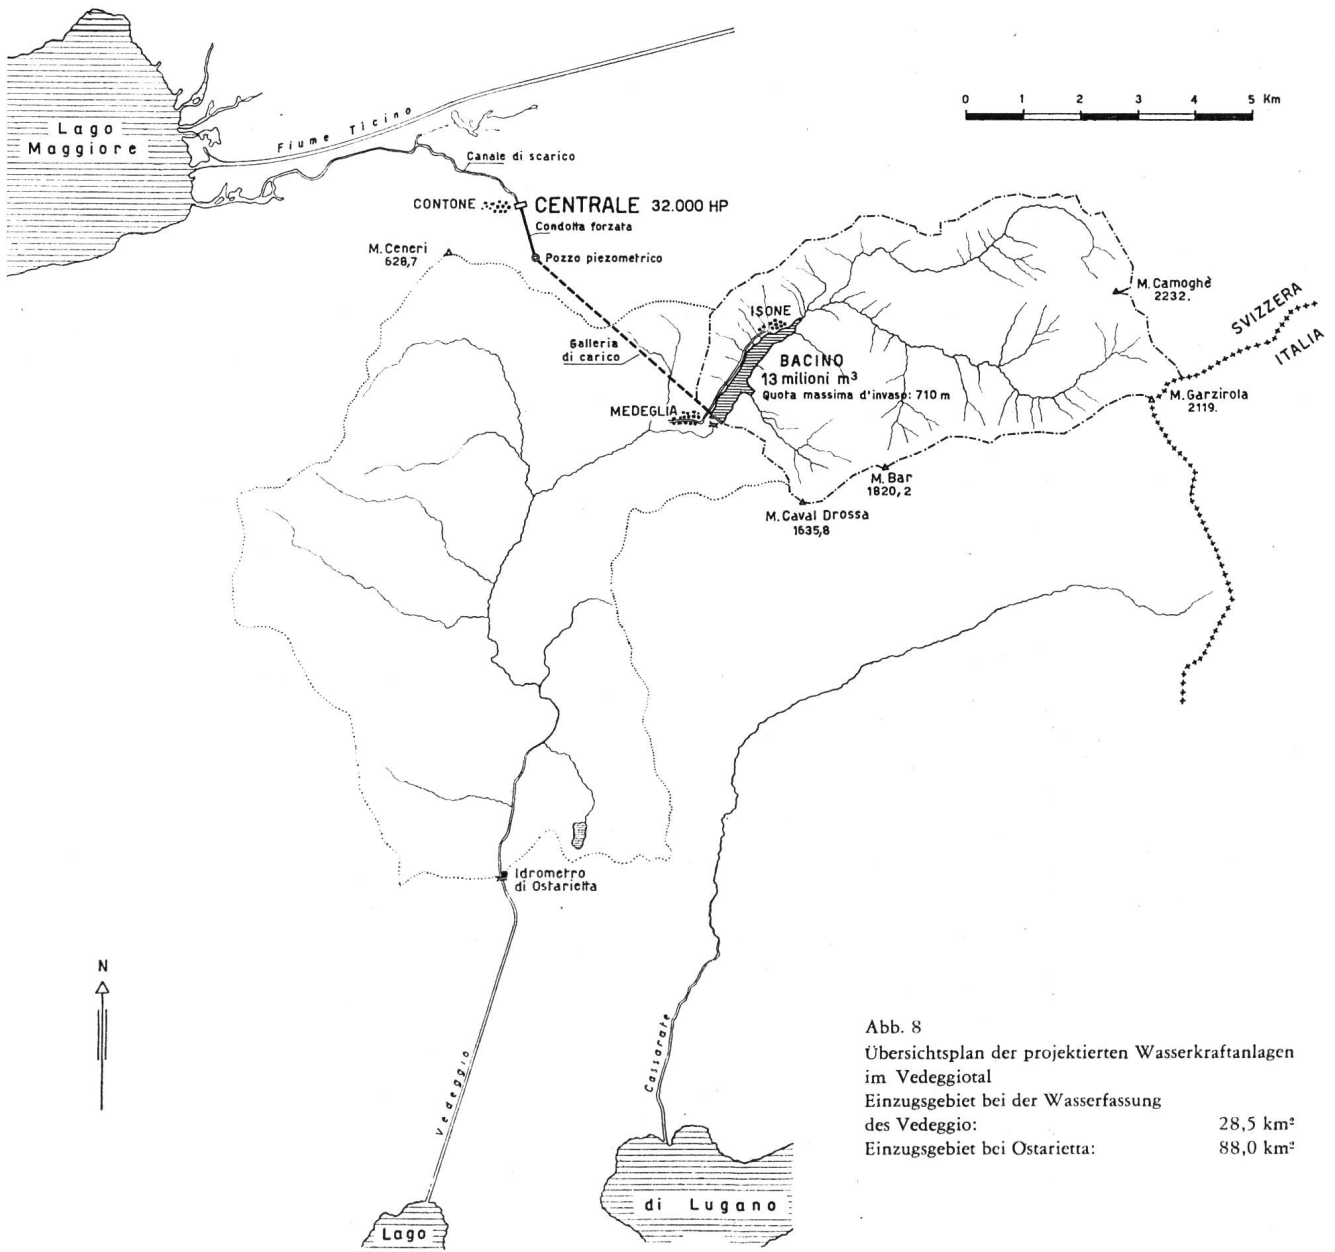 Lago
Maggiore
Fiume Ticino
0 1 2 3 4 5 Km
Canale di scarico
CONTONE
CENTRALE 32.000 HP
Condotta forzata
M. Ceneri
628,7
Pozzo piezometrico
M. Camoghè
2232.
SVIZZERA
ITALIA
ISONE
Galleria
di carico
BACINO
13 milioni m³
Quota massima d'invaso: 710 m
M. Garzirola
2119.
MEDEGLIA
M. Bar
1820,2
M. Caval Drossa
1635,8
Idrometro
di Ostarietta
N
Vedeggio
Cassarate
Lago
di Lugano
Abb. 8
Übersichtsplan der projektierten Wasserkraftanlagen
im Vedeggiotal
Einzugsgebiet bei der Wasserfassung
des Vedeggio: 28,5 km²
Einzugsgebiet bei Ostarietta: 88,0 km²